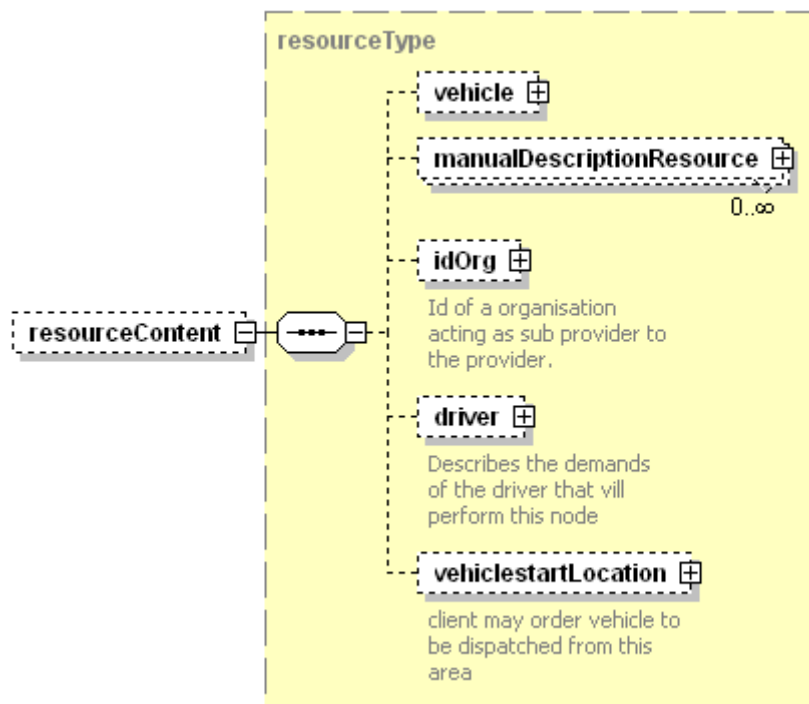 resourceType
vehicle
manualDescriptionResource
0..∞
idOrg
Id of a organisation
acting as sub provider to
the provider.
resourceContent
driver
Describes the demands
of the driver that vill
perform this node
vehiclestartLocation
client may order vehicle to
be dispatched from this
area